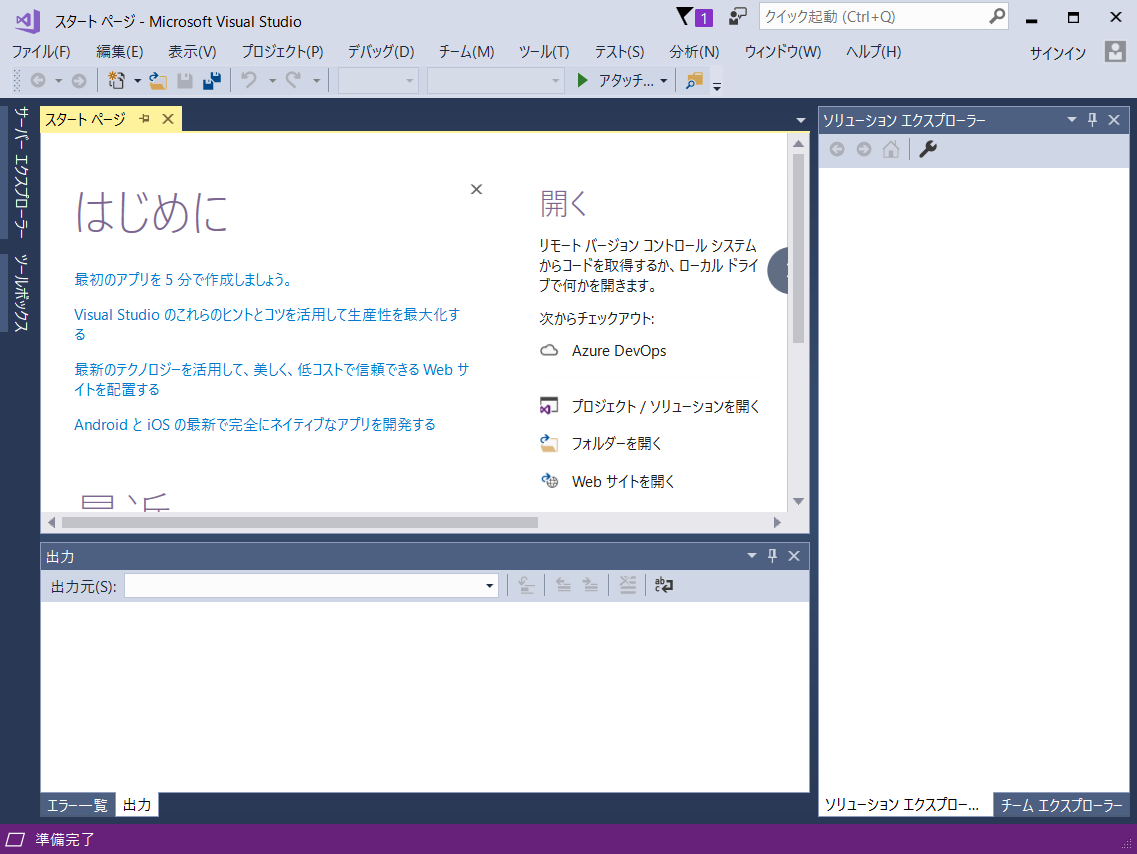 スタート ページ - Microsoft Visual Studio
1
クイック起動 (Ctrl+Q)
ファイル(F) 編集(E) 表示(V) プロジェクト(P) デバッグ(D) チーム(M) ツール(T) テスト(S) 分析(N) ウィンドウ(W) ヘルプ(H) サインイン
アタッチ...
サーバー エクスプローラー
ツールボックス
スタート ページ
はじめに
最初のアプリを 5 分で作成しましょう。
Visual Studio のこれらのヒントとコツを活用して生産性を最大化す
る
最新のテクノロジーを活用して、美しく、低コストで信頼できる Web サ
イトを配置する
Android と iOS の最新で完全にネイティブなアプリを開発する
最近
開く
リモート バージョン コントロール システム
からコードを取得するか、ローカル ドライ
ブで何かを開きます。
次からチェックアウト:
Azure DevOps
プロジェクト / ソリューションを開く
フォルダーを開く
Web サイトを開く
ソリューション エクスプローラー
出力
出力元(S):
エラー一覧 出力
ソリューション エクスプロー... チーム エクスプローラー
準備完了